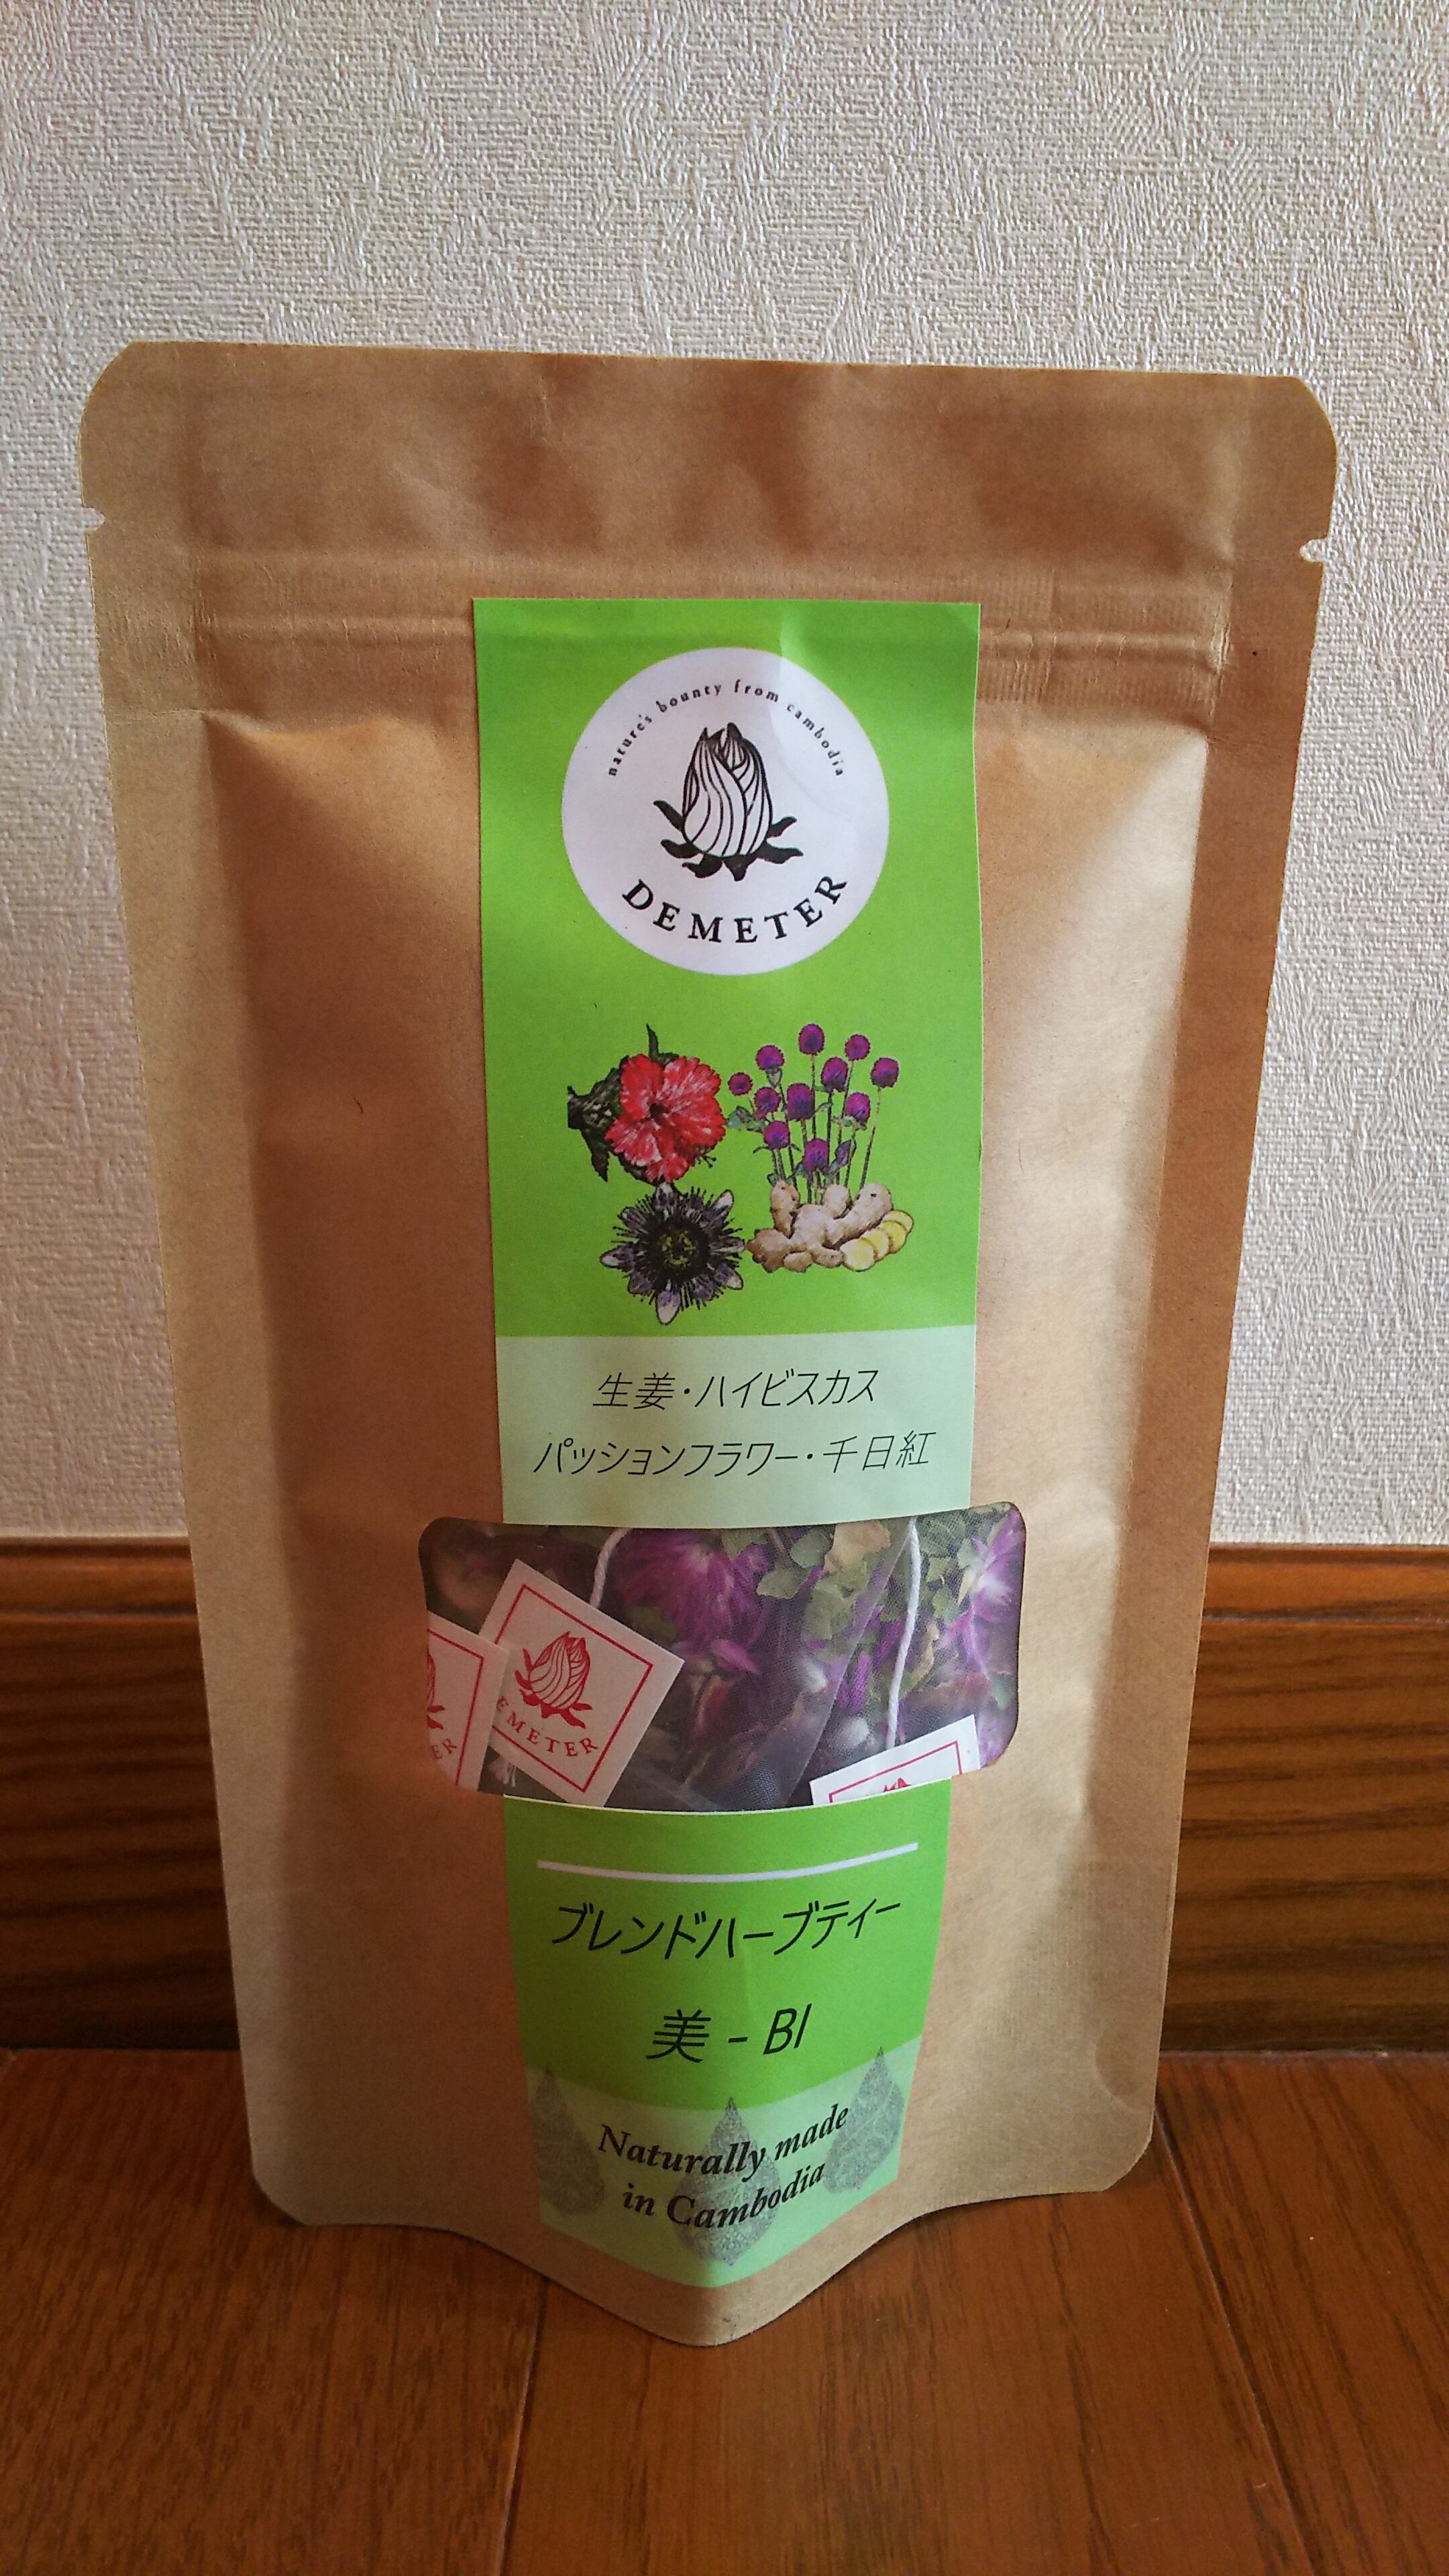 nature's bounty from cambodia
DEMETER
生姜・ハイビスカス
パッションフラワー・千日紅
EMETER
ER
ブレンドハーブティー
美 - BI
Naturally made
in Cambodia